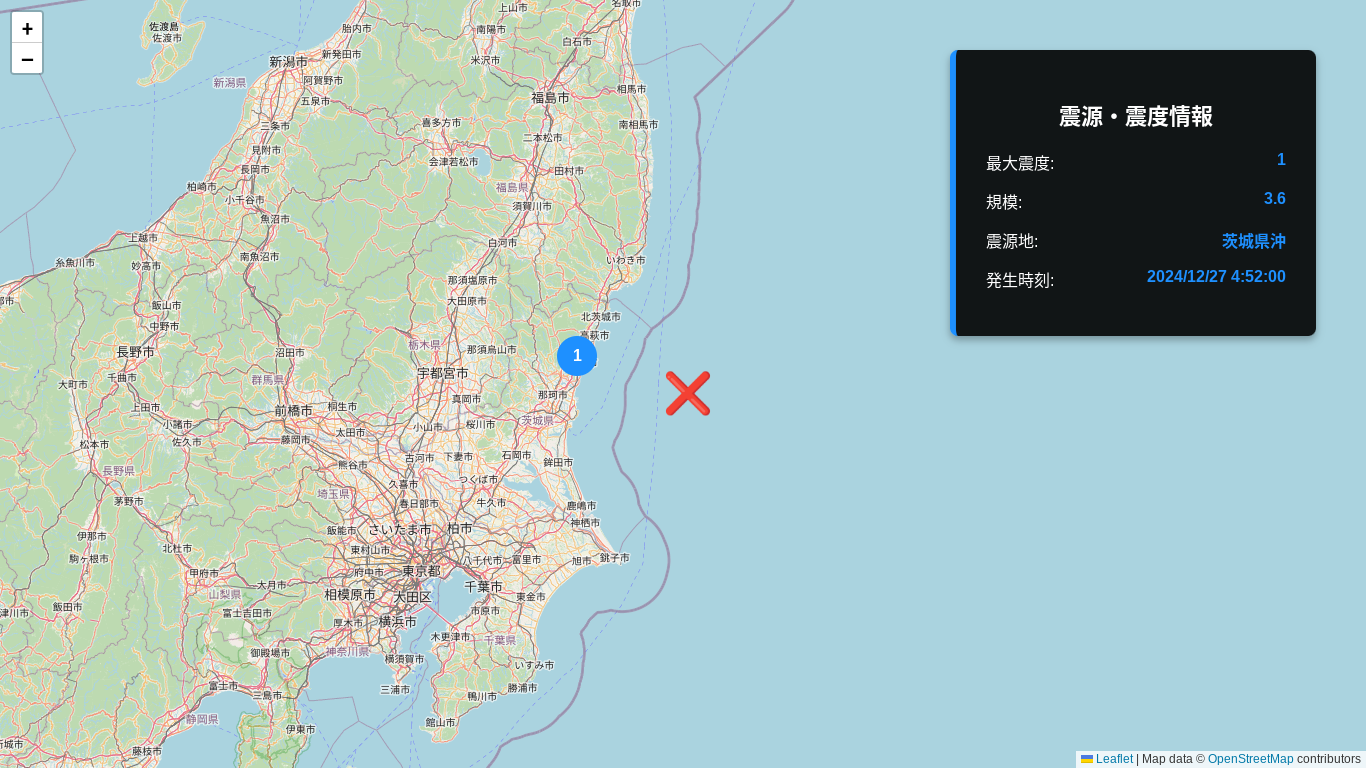 +
−
震源・震度情報
最大震度: 1
規模: 3.6
震源地: 茨城県沖
発生時刻: 2024/12/27 4:52:00
名取市
上山市
佐渡島
佐渡市
胎内市
南陽市
白石市
新発田市
米沢市
新潟市
阿賀野市
新潟県
相馬市
五泉市
福島市
三条市
喜多方市
南相馬市
二本松市
見附市
会津若松市
長岡市
田村市
柏崎市
福島県
小千谷市
須賀川市
魚沼市
上越市
白河市
南魚沼市
いわき市
糸魚川市
妙高市
那須塩原市
大田原市
飯山市
中野市
北茨城市
高萩市
栃木県
那須烏山市
長野市
沼田市
1
宇都宮市
千曲市
群馬県
大町市
那珂市
真岡市
上田市
前橋市
桐生市
小諸市
茨城県
小山市
桜川市
太田市
佐久市
藤岡市
松本市
石岡市
古河市
下妻市
鉾田市
熊谷市
長野県
つくば市
久喜市
埼玉県
茅野市
春日部市
牛久市
鹿嶋市
神栖市
さいたま市
柏市
飯能市
伊那市
北杜市
東村山市
銚子市
駒ヶ根市
八千代市
富里市
旭市
東京都
甲府市
府中市
大月市
千葉市
山梨県
相模原市
大田区
東金市
飯田市
津川市
富士吉田市
市原市
厚木市
横浜市
木更津市
千葉県
御殿場市
神奈川県
横須賀市
いすみ市
富士市
三浦市
勝浦市
三島市
鴨川市
静岡県
館山市
伊東市
藤枝市
Leaflet | Map data © OpenStreetMap contributors